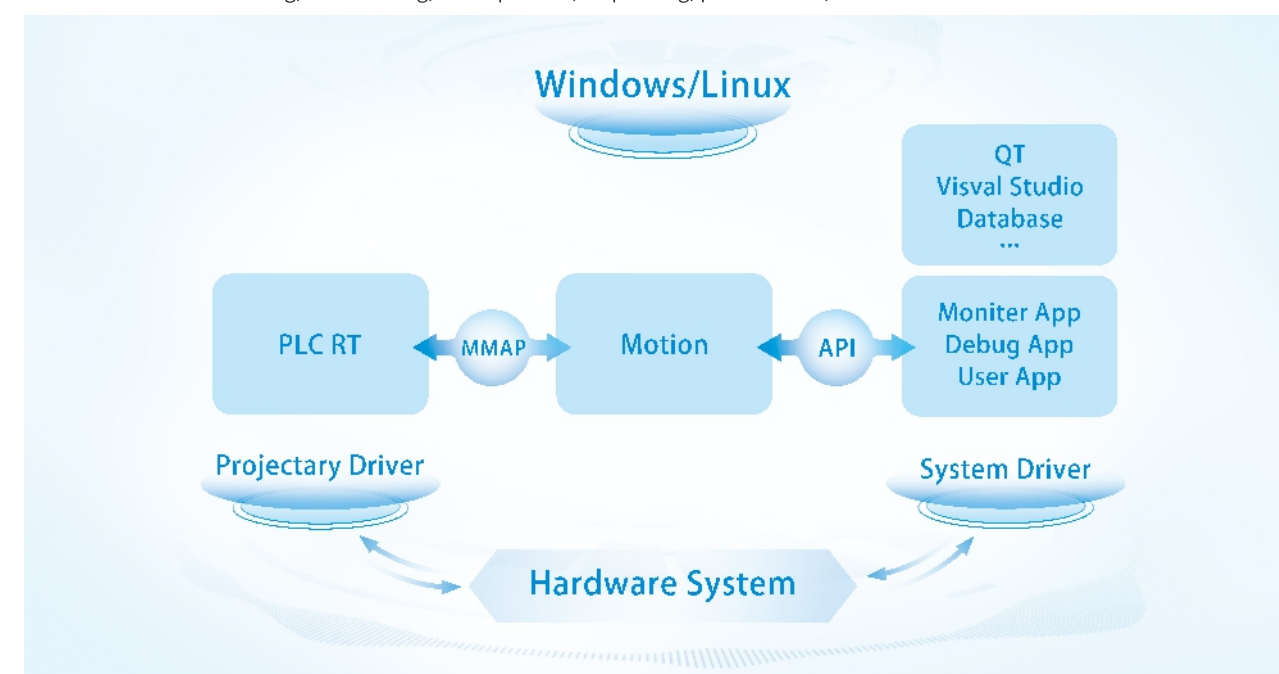 Windows/Linux
QT
Visval Studio
Database
...
PLC RT
MMAP
Motion
API
Moniter App
Debug App
User App
Projectary Driver
System Driver
Hardware System